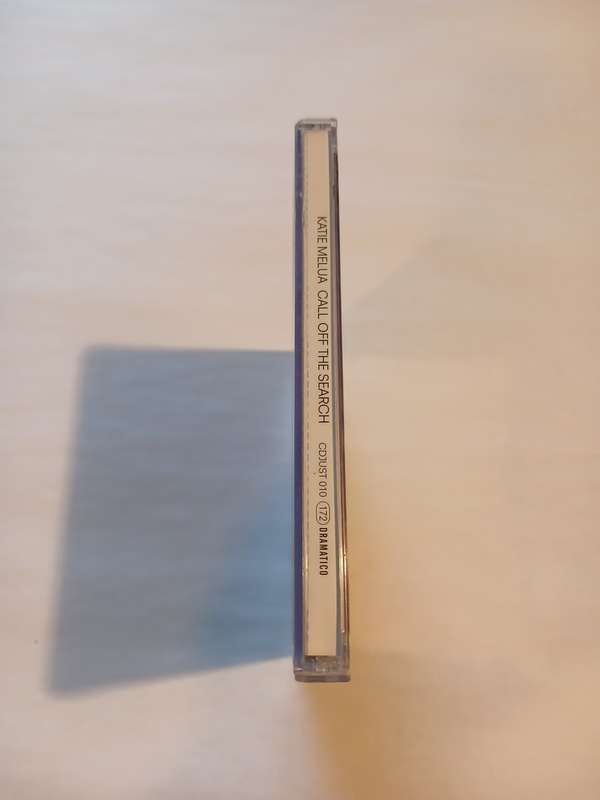 KATIE MELUA CALL OFF THE SEARCH CDJUST 010 172 DRAMATICO